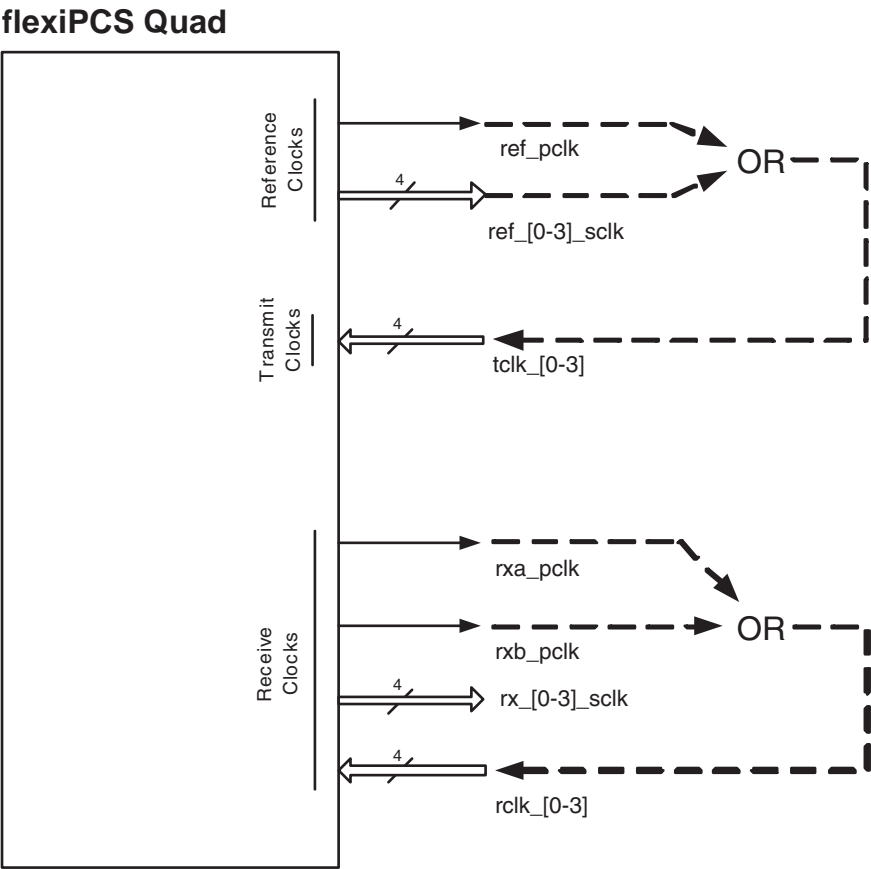 flexiPCS Quad
Reference
Clocks
ref_pclk
OR
4
ref_[0-3]_sclk
Transmit
Clocks
4
tclk_[0-3]
Receive
Clocks
rxa_pclk
OR
rxb_pclk
4
rx_[0-3]_sclk
4
rclk_[0-3]